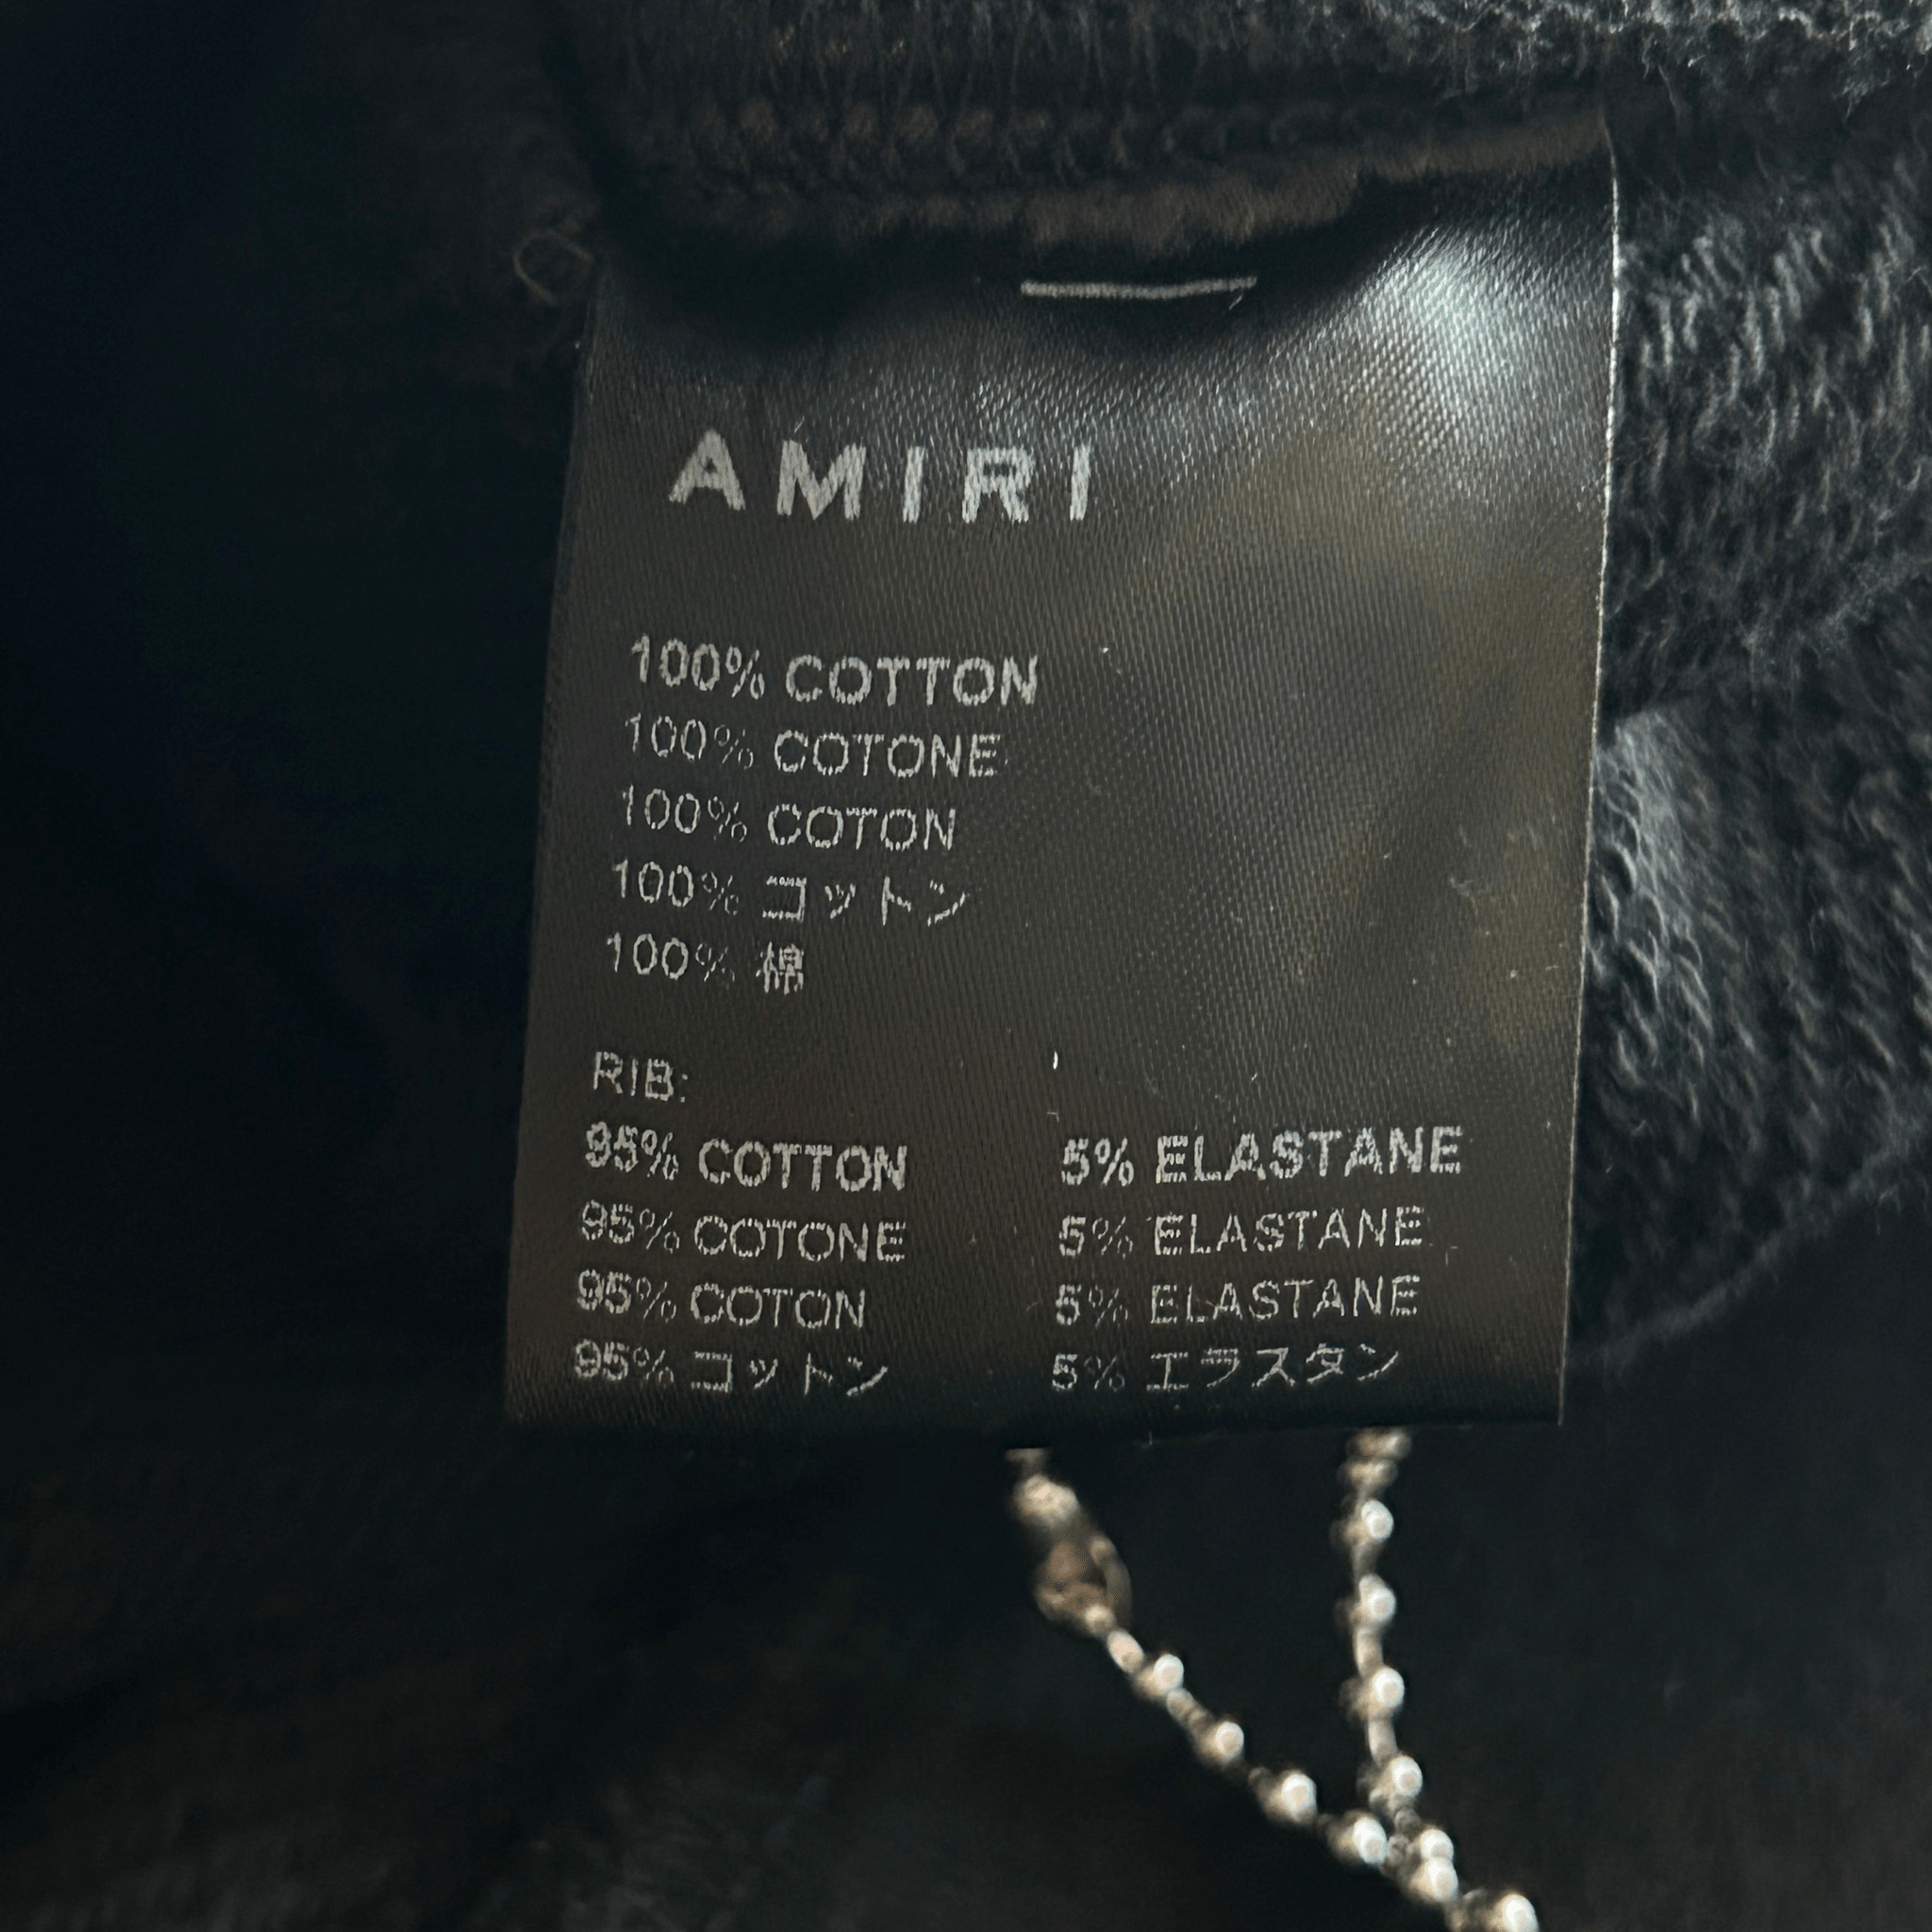 AMIRI
100% COTTON
100% COTONE
100% COTON
100% コットン
100% 棉
RIB:
95% COTTON 5% ELASTANE
95% COTONE 5% ELASTANE
95% COTON 5% ELASTANE
95% コットン 5% エラスタン